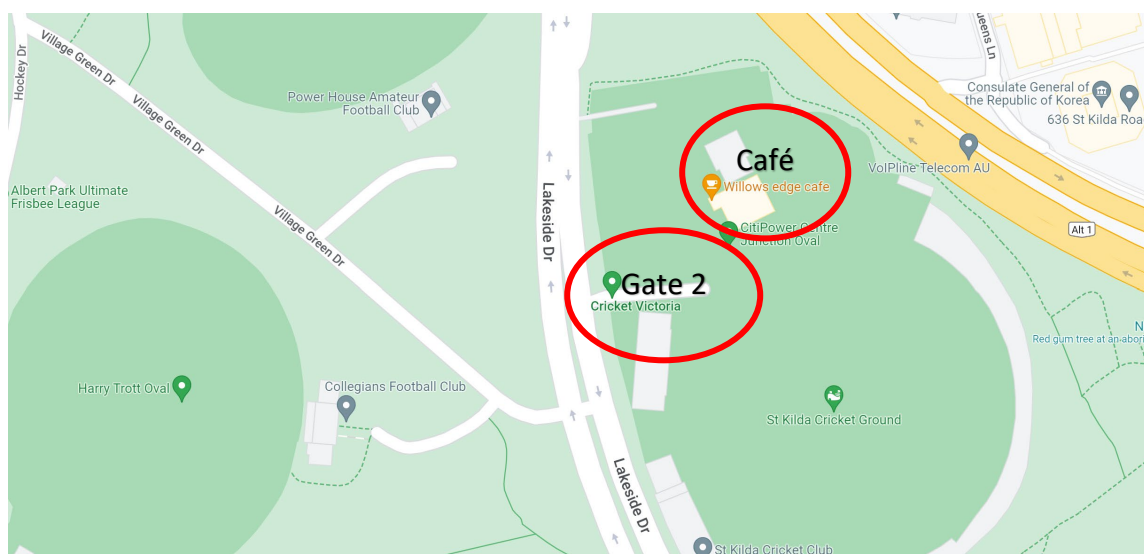 Hockey Dr
Village Green Dr
Village Green Dr
Village Green Dr
Power House Amateur
Football Club
Albert Park Ultimate
Frisbee League
Lakeside Dr
Café
Willows edge cafe
CitiPower Centre
Junction Oval
Gate 2
Cricket Victoria
Queens Ln
Consulate General of
the Republic of Korea
636 St Kilda Roa
VoIPline Telecom AU
Alt 1
N
Red gum tree at an abori
Harry Trott Oval
Collegians Football Club
St Kilda Cricket Ground
Lakeside Dr
St Kilda Cricket Club